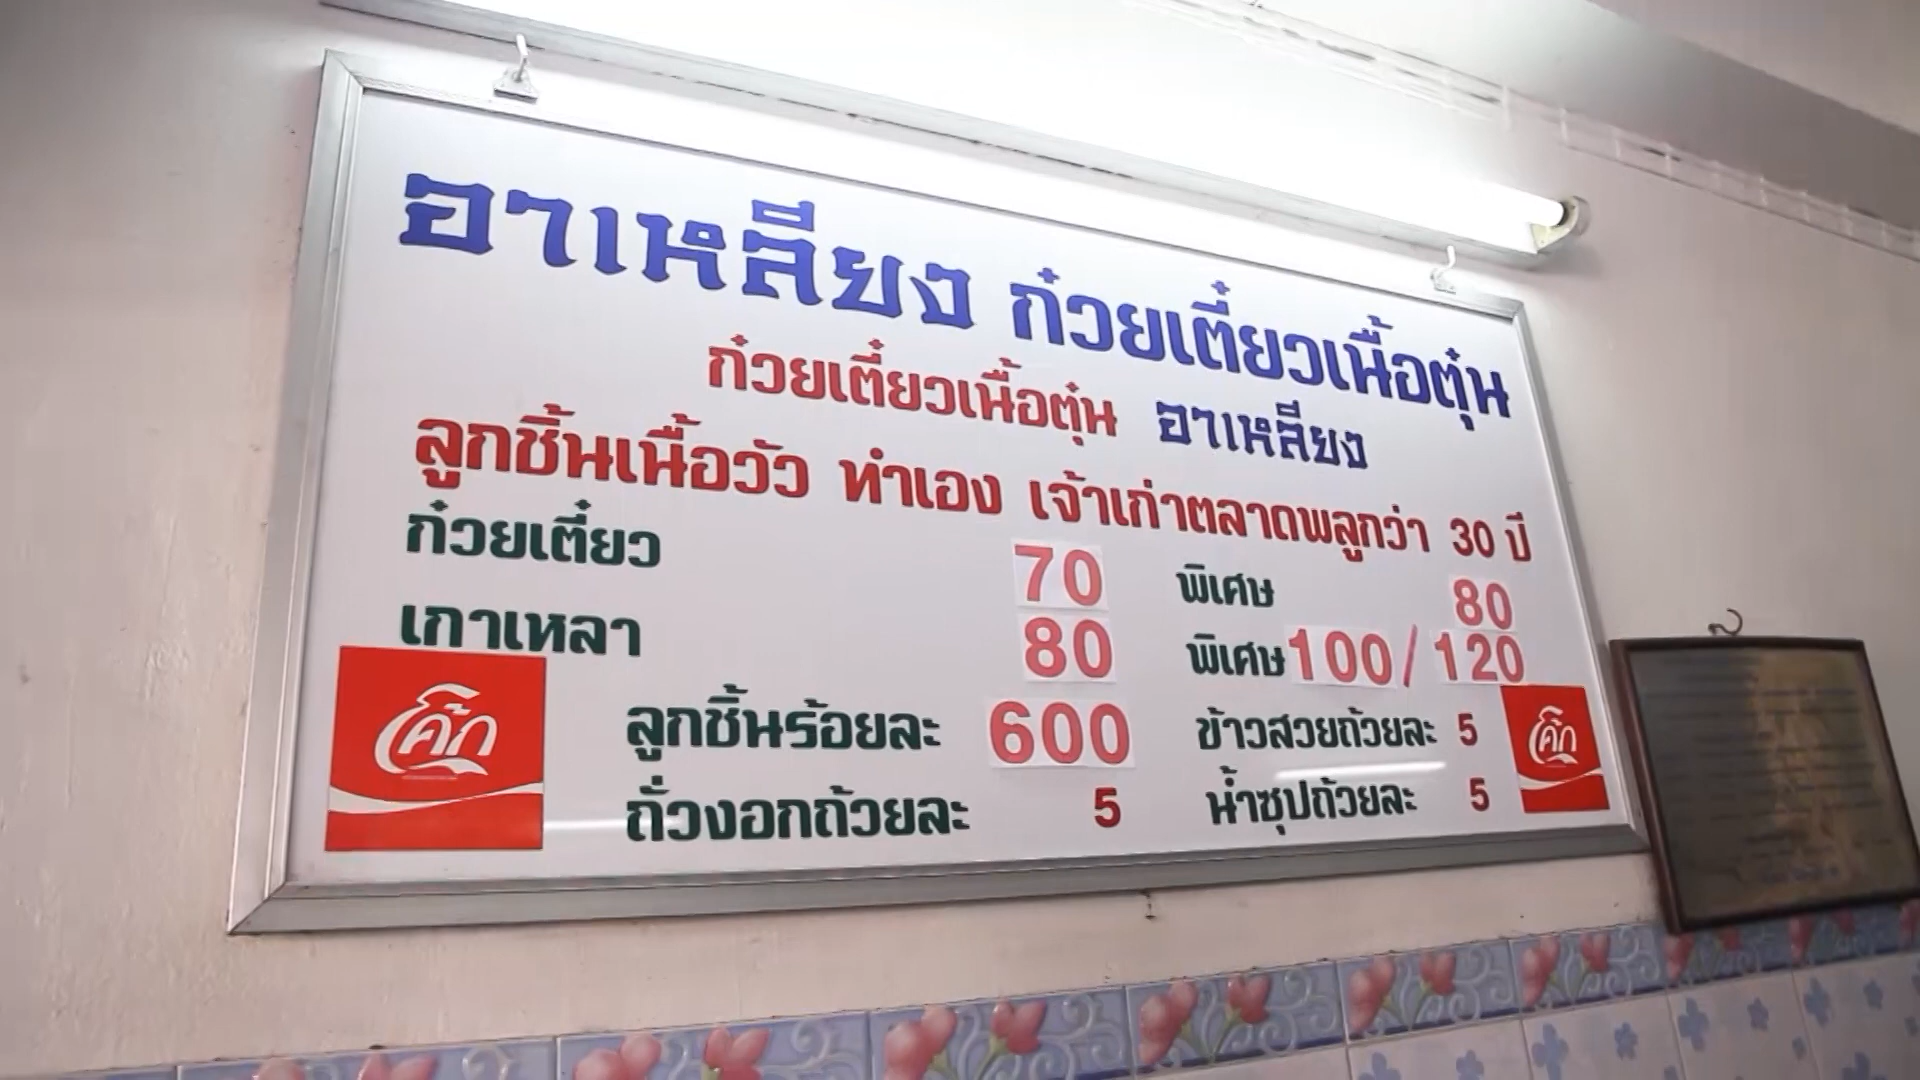 ฮาเหลียง ก๋วยเตี๋ยวเนื้อตุ๋น
ก๋วยเตี๋ยวเนื้อตุ๋น ฮาเหลียง
ลูกชิ้นเนื้อวัว ทำเอง เจ้าเก่าตลาดพลูกว่า 30 ปี
ก๋วยเตี๋ยว 70 พิเศษ 80
เกาเหลา 80 พิเศษ 100/120
ลูกชิ้นร้อยละ 600 ข้าวสวยถ้วยละ 5
ถั่วงอกถ้วยละ 5 น้ำซุปถ้วยละ 5
โค้ก
โค้ก